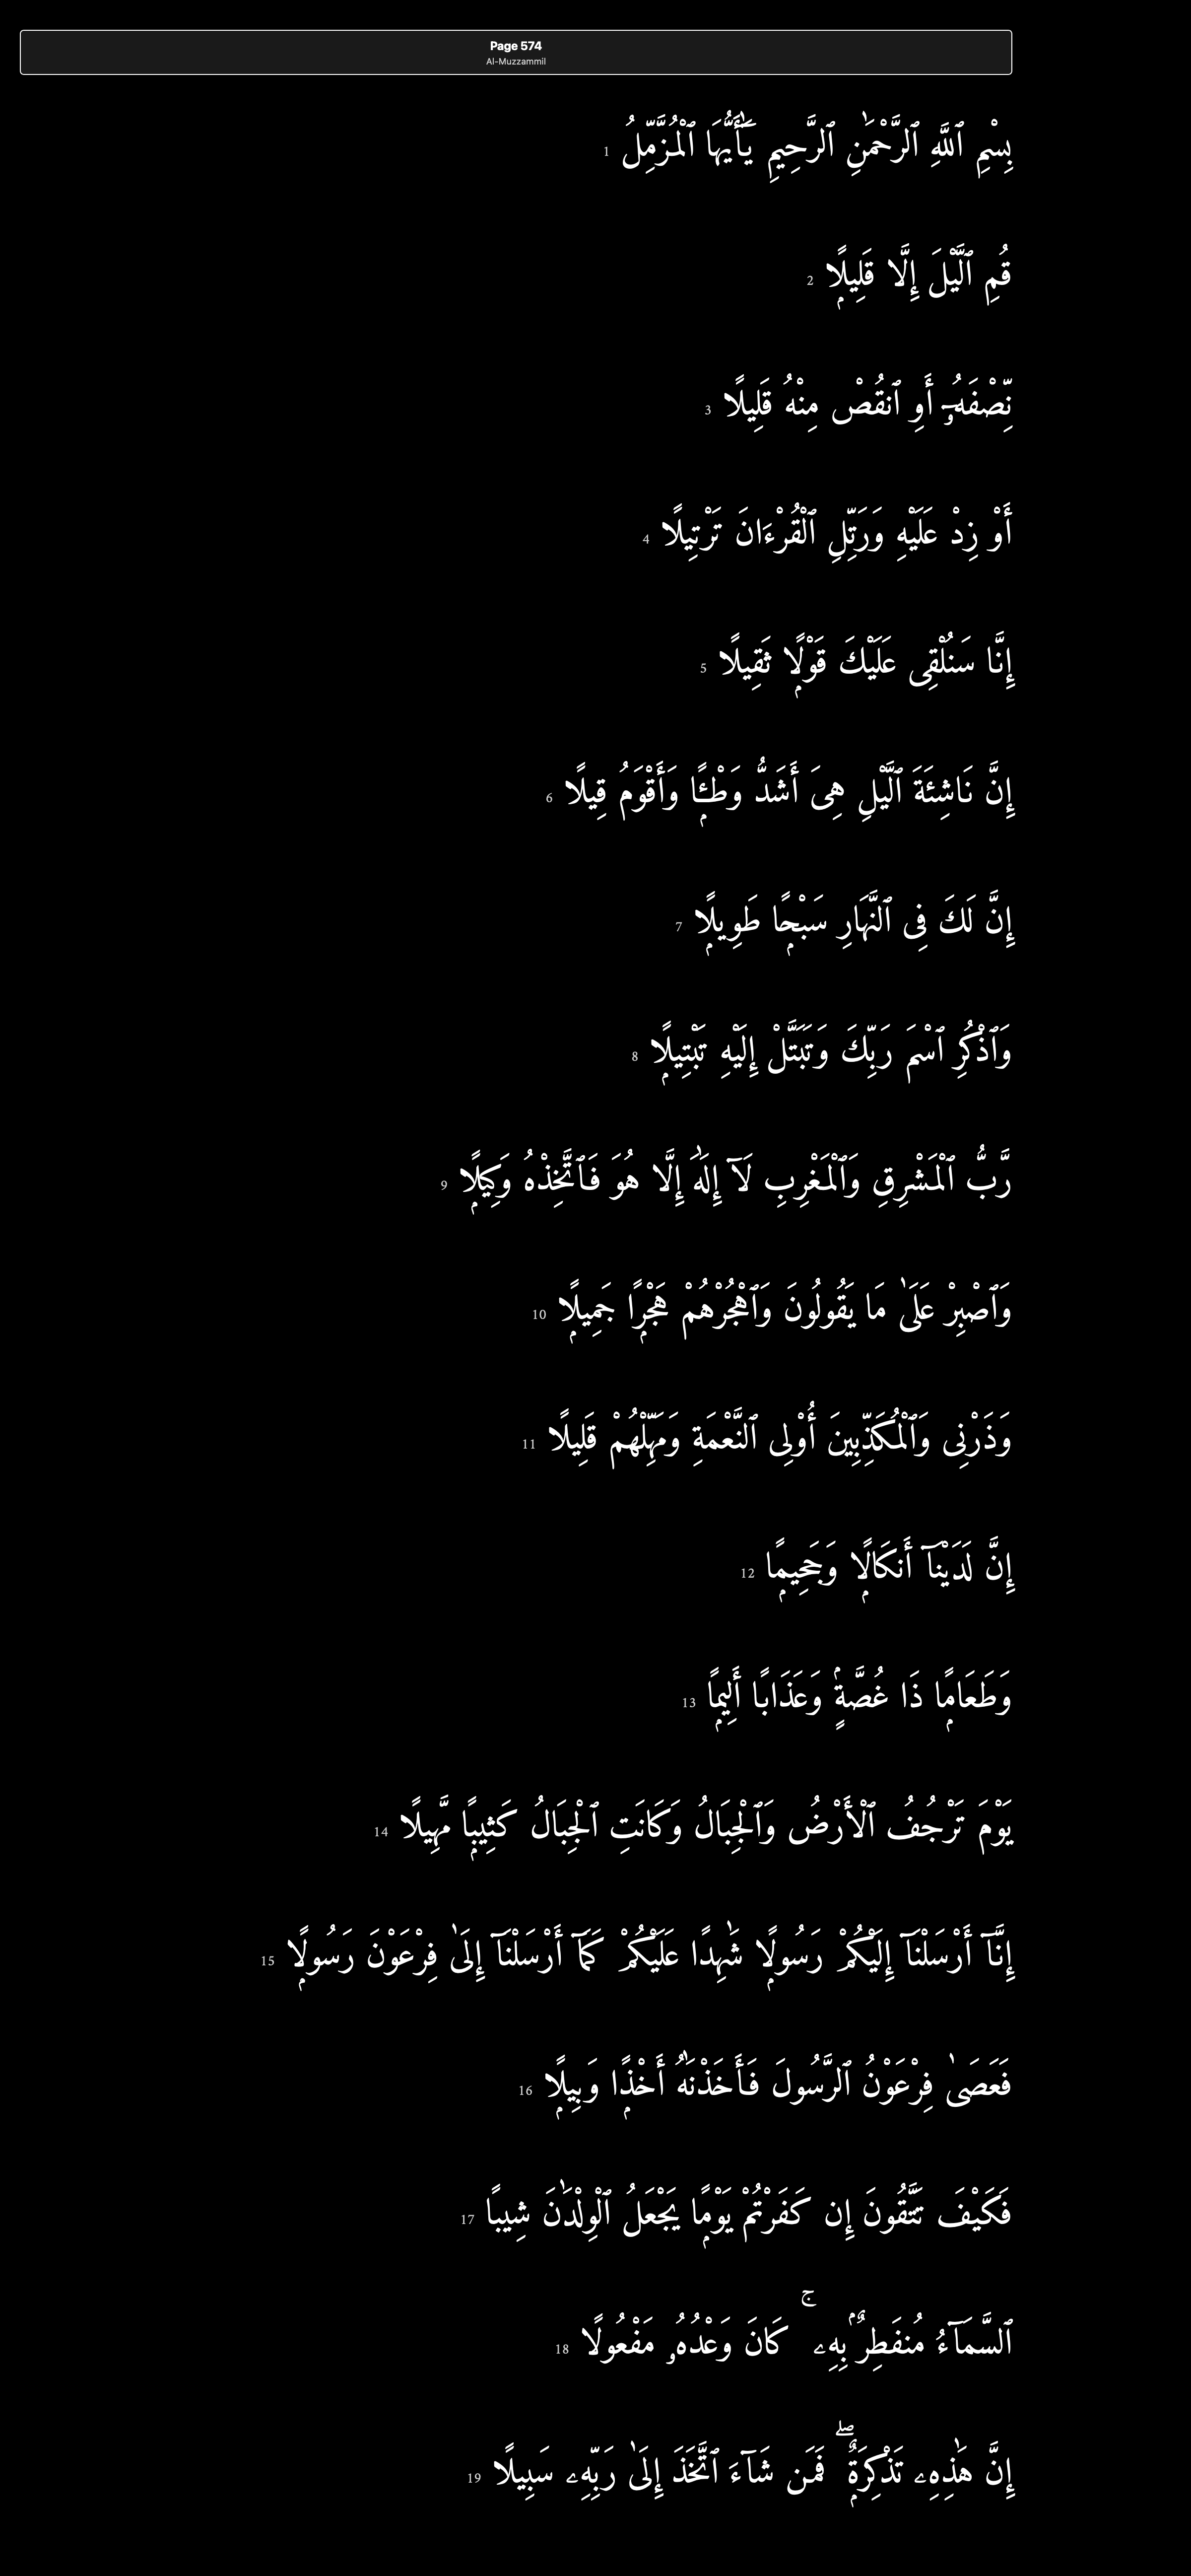 Page 574
Al-Muzzammil
بِسْمِ ٱللَّهِ ٱلرَّحْمَٰنِ ٱلرَّحِيمِ يَٰٓأَيُّهَا ٱلْمُزَّمِّلُ 1
قُمِ ٱلَّيْلَ إِلَّا قَلِيلًۭا 2
نِّصْفَهُۥٓ أَوِ ٱنقُصْ مِنْهُ قَلِيلًا 3
أَوْ زِدْ عَلَيْهِ وَرَتِّلِ ٱلْقُرْءَانَ تَرْتِيلًا 4
إِنَّا سَنُلْقِى عَلَيْكَ قَوْلًۭا ثَقِيلًا 5
إِنَّ نَاشِئَةَ ٱلَّيْلِ هِىَ أَشَدُّ وَطْـًۭٔا وَأَقْوَمُ قِيلًا 6
إِنَّ لَكَ فِى ٱلنَّهَارِ سَبْحًۭا طَوِيلًۭا 7
وَٱذْكُرِ ٱسْمَ رَبِّكَ وَتَبَتَّلْ إِلَيْهِ تَبْتِيلًۭا 8
رَّبُّ ٱلْمَشْرِقِ وَٱلْمَغْرِبِ لَآ إِلَٰهَ إِلَّا هُوَ فَٱتَّخِذْهُ وَكِيلًۭا 9
وَٱصْبِرْ عَلَىٰ مَا يَقُولُونَ وَٱهْجُرْهُمْ هَجْرًۭا جَمِيلًۭا 10
وَذَرْنِى وَٱلْمُكَذِّبِينَ أُو۟لِى ٱلنَّعْمَةِ وَمَهِّلْهُمْ قَلِيلًا 11
إِنَّ لَدَيْنَآ أَنكَالًۭا وَجَحِيمًۭا 12
وَطَعَامًۭا ذَا غُصَّةٍۢ وَعَذَابًا أَلِيمًۭا 13
يَوْمَ تَرْجُفُ ٱلْأَرْضُ وَٱلْجِبَالُ وَكَانَتِ ٱلْجِبَالُ كَثِيبًۭا مَّهِيلًا 14
إِنَّآ أَرْسَلْنَآ إِلَيْكُمْ رَسُولًۭا شَٰهِدًا عَلَيْكُمْ كَمَآ أَرْسَلْنَآ إِلَىٰ فِرْعَوْنَ رَسُولًۭا 15
فَعَصَىٰ فِرْعَوْنُ ٱلرَّسُولَ فَأَخَذْنَٰهُ أَخْذًۭا وَبِيلًۭا 16
فَكَيْفَ تَتَّقُونَ إِن كَفَرْتُمْ يَوْمًۭا يَجْعَلُ ٱلْوِلْدَٰنَ شِيبًا 17
ٱلسَّمَآءُ مُنفَطِرٌۢ بِهِۦ ۚ كَانَ وَعْدُهُۥ مَفْعُولًا 18
إِنَّ هَٰذِهِۦ تَذْكِرَةٌۭ ۖ فَمَن شَآءَ ٱتَّخَذَ إِلَىٰ رَبِّهِۦ سَبِيلًا 19